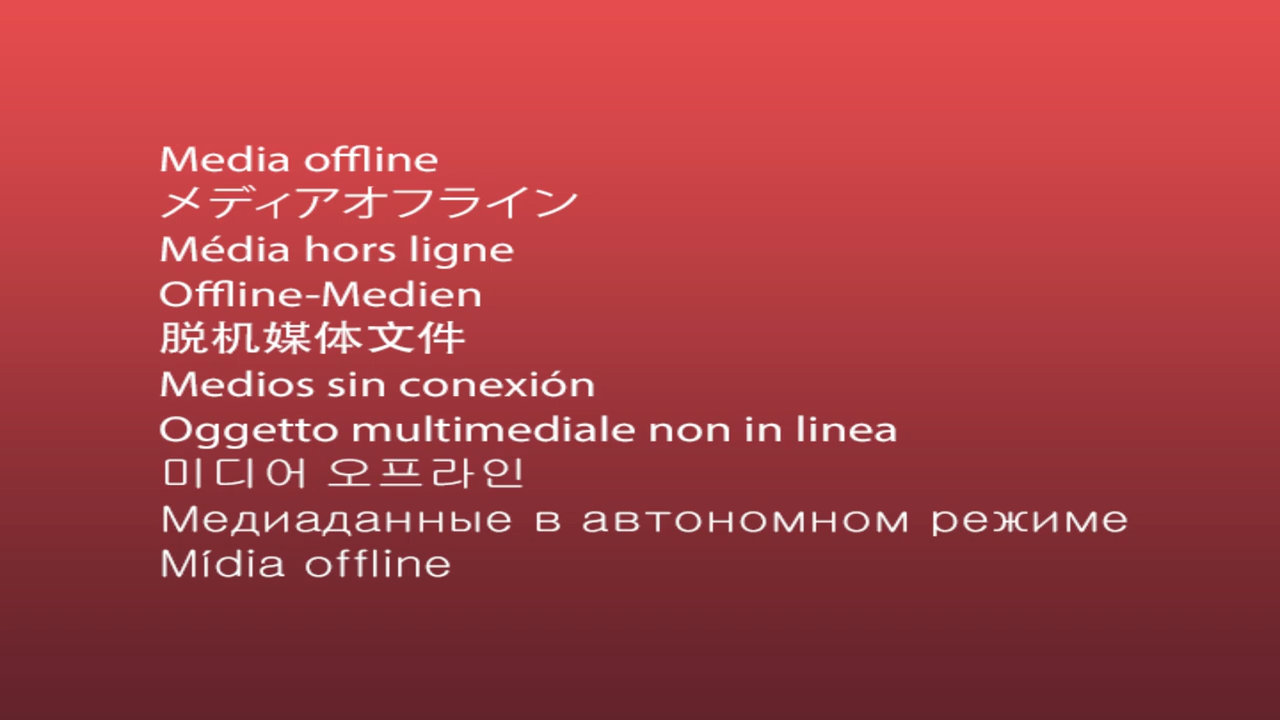 Media offline
メディアオフライン
Média hors ligne
Offline-Medien
脱机媒体文件
Medios sin conexión
Oggetto multimediale non in linea
미디어 오프라인
Медиаданные в автономном режиме
Mídia offline